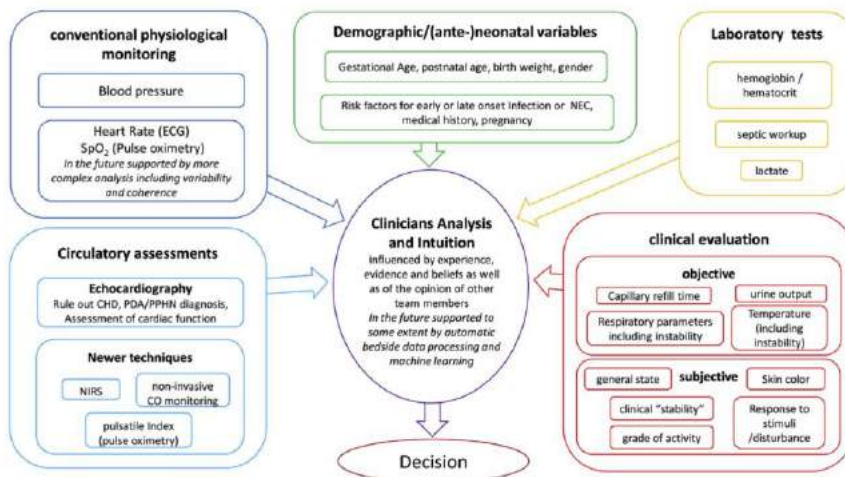 conventional physiological
monitoring
Blood pressure
Heart Rate (ECG)
SpO₂ (Pulse oximetry)
In the future supported by more
complex analysis including variability
and coherence
Demographic/(ante-)neonatal variables
Gestational Age, postnatal age, birth weight, gender
Risk factors for early or late onset Infection or NEC,
medical history, pregnancy
Laboratory tests
hemoglobin /
hematocrit
septic workup
lactate
Circulatory assessments
Echocardiography
Rule out CHD, PDA/PPHN diagnosis,
Assessment of cardiac function
Newer techniques
NIRS
non-invasive
CO monitoring
pulsatile Index
(pulse oximetry)
Clinicians Analysis
and Intuition
influenced by experience,
evidence and beliefs as well
as of the opinion of other
team members
In the future supported to
some extent by automatic
bedside data processing and
machine learning
Decision
clinical evaluation
objective
Capillary refill time
urine output
Respiratory parameters
including instability
Temperature
(including
instability)
general state
subjective
Skin color
clinical "stability"
grade of activity
Response to
stimuli
/disturbance